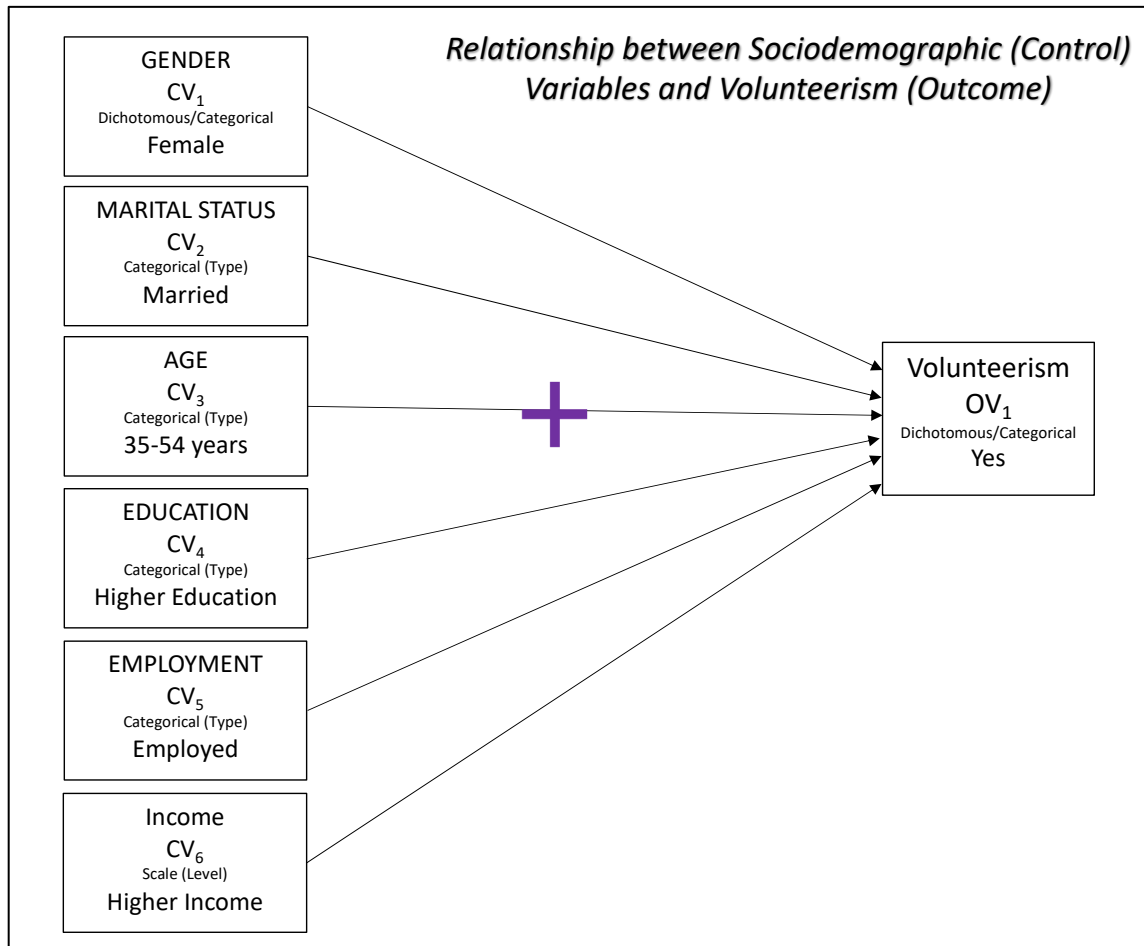 Relationship between Sociodemographic (Control)
Variables and Volunteerism (Outcome)
GENDER
CV₁
Dichotomous/Categorical
Female
MARITAL STATUS
CV₂
Categorical (Type)
Married
AGE
CV₃
Categorical (Type)
35-54 years
EDUCATION
CV₄
Categorical (Type)
Higher Education
EMPLOYMENT
CV₅
Categorical (Type)
Employed
Income
CV₆
Scale (Level)
Higher Income
+
Volunteerism
OV₁
Dichotomous/Categorical
Yes